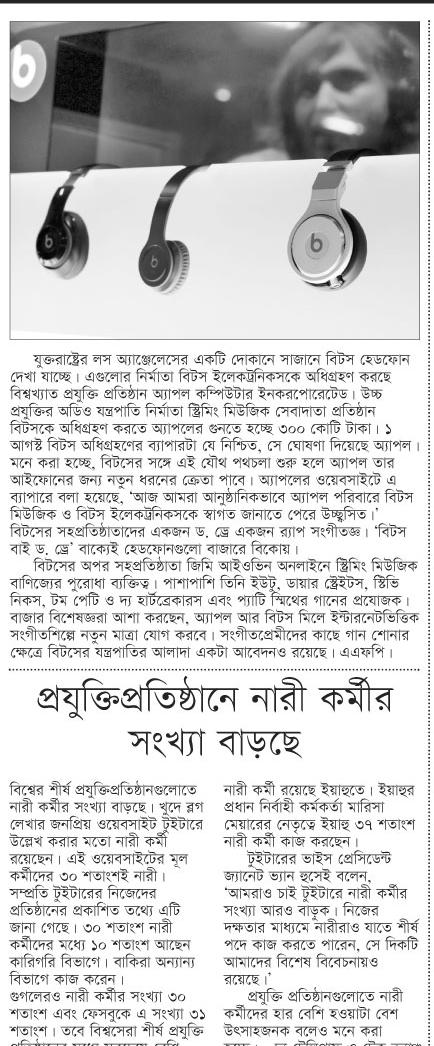 b
b
b
b
যুক্তরাষ্ট্রের লস অ্যাঞ্জেলেসের একটি দোকানে সাজানো বিটস হেডফোন
দেখা যাচ্ছে। এগুলোর নির্মাতা বিটস ইলেকট্রনিকসকে অধিগ্রহণ করছে
বিশ্বখ্যাত প্রযুক্তি প্রতিষ্ঠান অ্যাপল কম্পিউটার ইনকরপোরেটেড। উচ্চ
প্রযুক্তির অডিও যন্ত্রপাতি নির্মাতা স্ট্রিমিং মিউজিক সেবাদাতা প্রতিষ্ঠান
বিটসকে অধিগ্রহণ করতে অ্যাপলের গুনতে হচ্ছে ৩০০ কোটি টাকা। ১
আগস্ট বিটস অধিগ্রহণের ব্যাপারটা যে নিশ্চিত, সে ঘোষণা দিয়েছে অ্যাপল।
মনে করা হচ্ছে, বিটসের সঙ্গে এই যৌথ পথচলা শুরু হলে অ্যাপল তার
আইফোনের জন্য নতুন ধরনের ক্রেতা পাবে। অ্যাপলের ওয়েবসাইটে এ
ব্যাপারে বলা হয়েছে, ‘আজ আমরা আনুষ্ঠানিকভাবে অ্যাপল পরিবারে বিটস
মিউজিক ও বিটস ইলেকট্রনিকসকে স্বাগত জানাতে পেরে উচ্ছ্বসিত।’
বিটসের সহপ্রতিষ্ঠাতাদের একজন ড. ড্রে একজন র‍্যাপ সংগীতজ্ঞ। ‘বিটস
বাই ড. ড্রে’ বাক্যেই হেডফোনগুলো বাজারে বিকোয়।
বিটসের অপর সহপ্রতিষ্ঠাতা জিমি আইওভিন অনলাইনে স্ট্রিমিং মিউজিক
বাণিজ্যের পুরোধা ব্যক্তিত্ব। পাশাপাশি তিনি ইউটু, ডায়ার স্ট্রেইটস, স্টিভি
নিকস, টম পেটি ও দ্য হার্টব্রেকারস এবং প্যাটি স্মিথের গানের প্রযোজক।
বাজার বিশেষজ্ঞরা আশা করছেন, অ্যাপল আর বিটস মিলে ইন্টারনেটভিত্তিক
সংগীতশিল্পে নতুন মাত্রা যোগ করবে। সংগীতপ্রেমীদের কাছে গান শোনার
ক্ষেত্রে বিটসের যন্ত্রপাতির আলাদা একটা আবেদনও রয়েছে। এএফপি।
প্রযুক্তিপ্রতিষ্ঠানে নারী কর্মীর
সংখ্যা বাড়ছে
বিশ্বের শীর্ষ প্রযুক্তিপ্রতিষ্ঠানগুলোতে
নারী কর্মীর সংখ্যা বাড়ছে। খুদে ব্লগ
লেখার জনপ্রিয় ওয়েবসাইট টুইটারে
উল্লেখ করার মতো নারী কর্মী
রয়েছেন। এই ওয়েবসাইটের মূল
কর্মীদের ৩০ শতাংশই নারী।
সম্প্রতি টুইটারের নিজেদের
প্রতিষ্ঠানের প্রকাশিত তথ্যে এটি
জানা গেছে। ৩০ শতাংশ নারী
কর্মীদের মধ্যে ১০ শতাংশ আছেন
কারিগরি বিভাগে। বাকিরা অন্যান্য
বিভাগে কাজ করেন।
গুগলেরও নারী কর্মীর সংখ্যা ৩০
শতাংশ এবং ফেসবুকে এ সংখ্যা ৩১
শতাংশ। তবে বিশ্বসেরা শীর্ষ প্রযুক্তি
নারী কর্মী রয়েছে ইয়াহুতে। ইয়াহুর
প্রধান নির্বাহী কর্মকর্তা মারিসা
মেয়ারের নেতৃত্বে ইয়াহু ৩৭ শতাংশ
নারী কর্মী কাজ করছেন।
টুইটারের ভাইস প্রেসিডেন্ট
জ্যানেট ভ্যান হুসেই বলেন,
‘আমরাও চাই টুইটারে নারী কর্মীর
সংখ্যা আরও বাড়ুক। নিজের
দক্ষতার মাধ্যমে নারীরাও যাতে শীর্ষ
পদে কাজ করতে পারেন, সে দিকটি
আমাদের বিশেষ বিবেচনায়ও
রয়েছে।’
প্রযুক্তি প্রতিষ্ঠানগুলোতে নারী
কর্মীদের হার বেশি হওয়াটা বেশ
উৎসাহজনক বলেও মনে করা